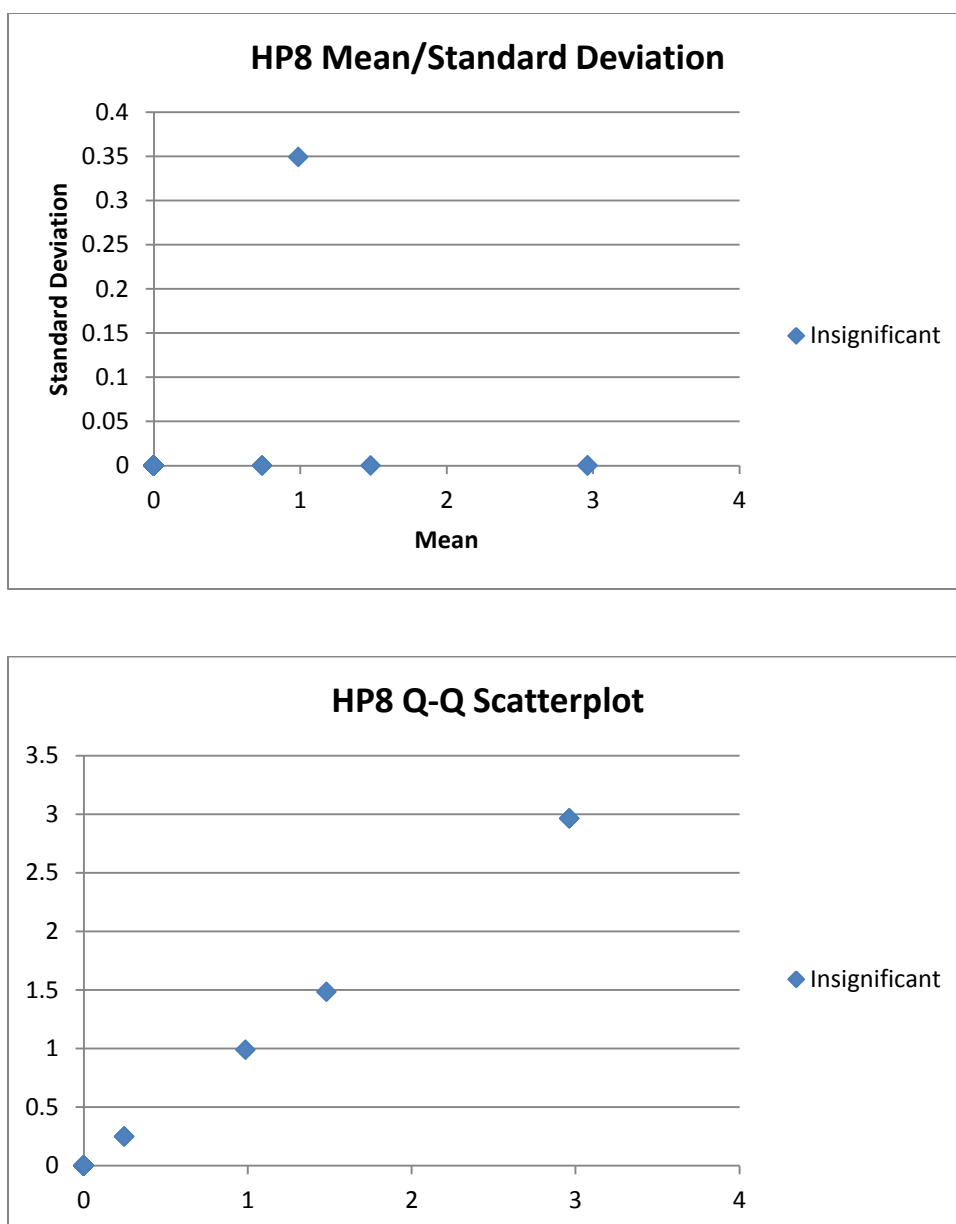 HP8 Mean/Standard Deviation
Standard Deviation
0.4
0.35
0.3
0.25
0.2
0.15
0.1
0.05
0
0 1 2 3 4
Mean
Insignificant
HP8 Q-Q Scatterplot
3.5
3
2.5
2
1.5
1
0.5
0
0 1 2 3 4
Insignificant